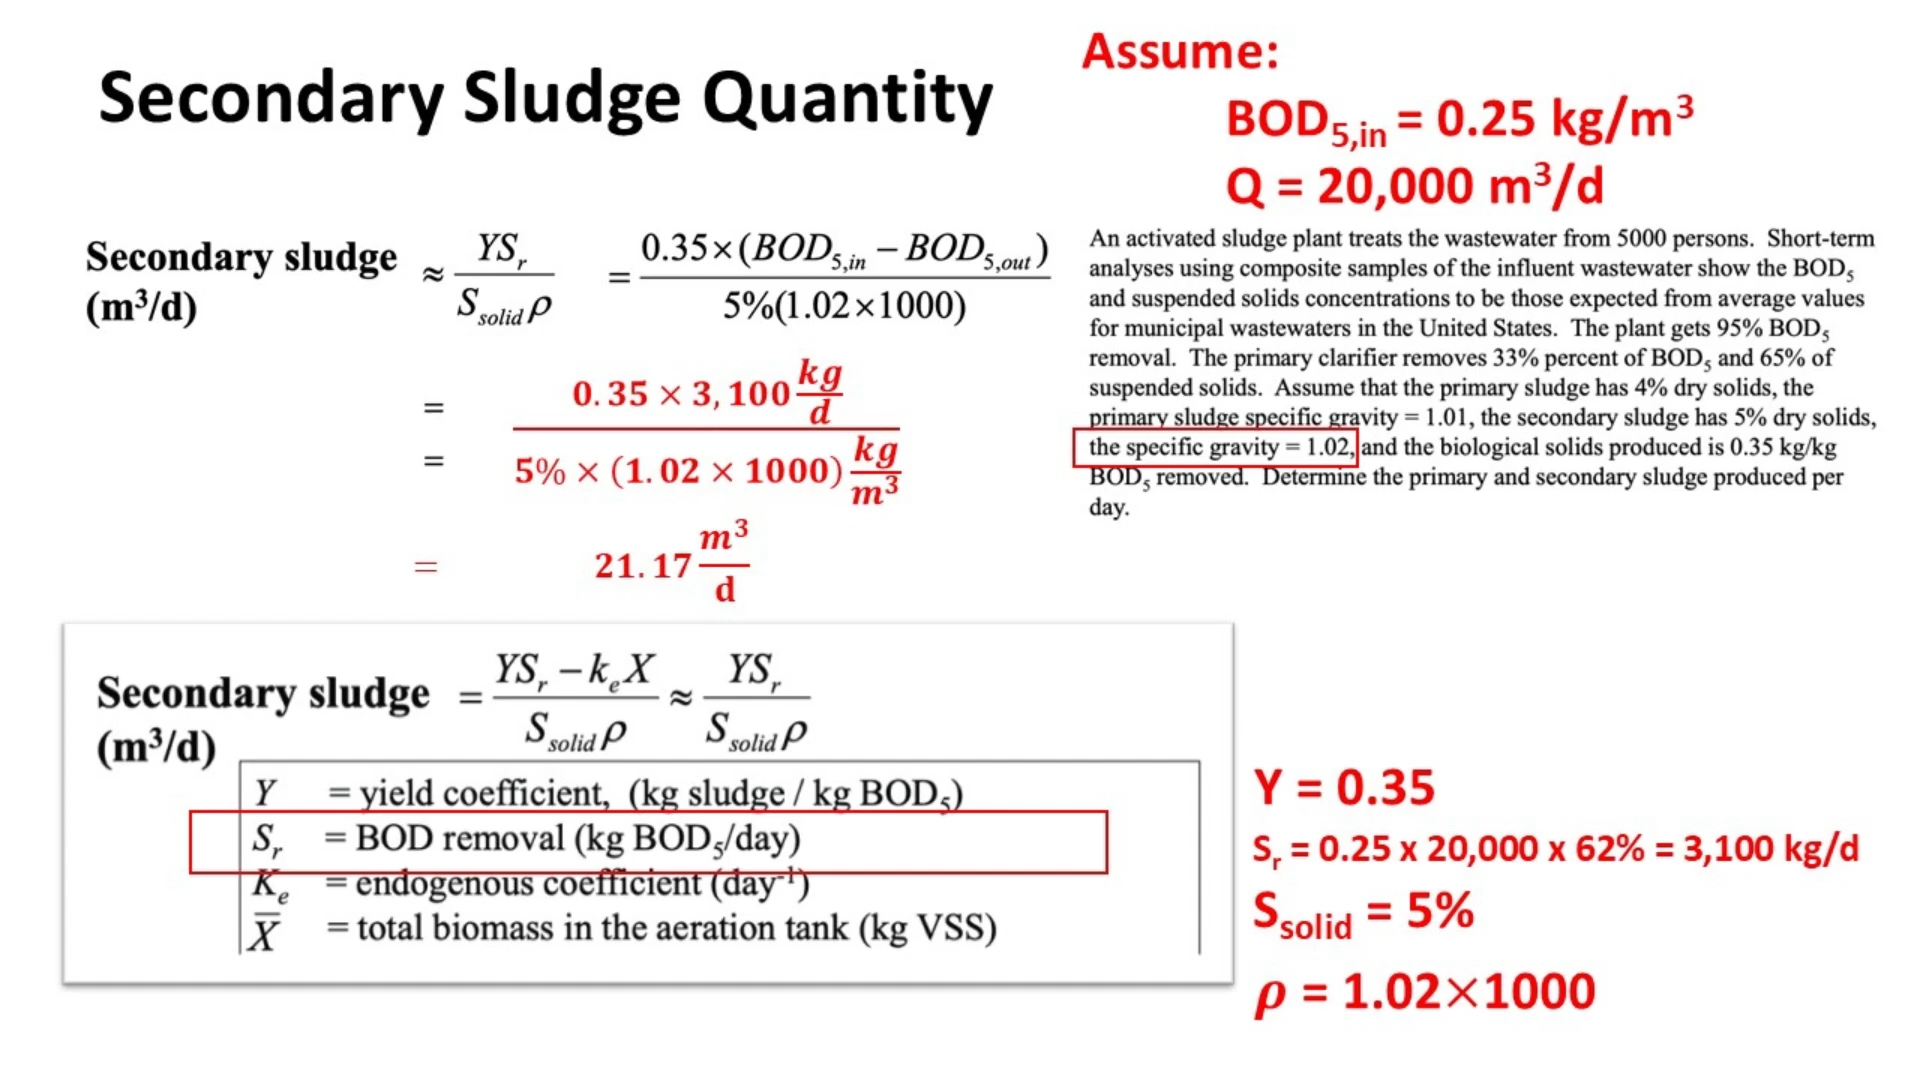 Secondary Sludge Quantity
Assume:
BOD5,in = 0.25 kg/m³
Q = 20,000 m³/d
Secondary sludge (m³/d) ≈ YSr / Ssolid ρ = 0.35×(BOD5,in − BOD5,out) / 5%(1.02×1000)
= 0.35 × 3,100 kg/d
= 5% × (1.02 × 1000) kg/m³
= 21.17 m³/d
An activated sludge plant treats the wastewater from 5000 persons. Short-term
analyses using composite samples of the influent wastewater show the BOD5
and suspended solids concentrations to be those expected from average values
for municipal wastewaters in the United States. The plant gets 95% BOD5
removal. The primary clarifier removes 33% percent of BOD5 and 65% of
suspended solids. Assume that the primary sludge has 4% dry solids, the
primary sludge specific gravity = 1.01, the secondary sludge has 5% dry solids,
the specific gravity = 1.02, and the biological solids produced is 0.35 kg/kg
BOD5 removed. Determine the primary and secondary sludge produced per
day.
Secondary sludge (m³/d) = YSr − keX / Ssolid ρ ≈ YSr / Ssolid ρ
Y = yield coefficient, (kg sludge / kg BOD5)
Sr = BOD removal (kg BOD5/day)
Ke = endogenous coefficient (day⁻¹)
X̅ = total biomass in the aeration tank (kg VSS)
Y = 0.35
Sr = 0.25 x 20,000 x 62% = 3,100 kg/d
Ssolid = 5%
ρ = 1.02×1000